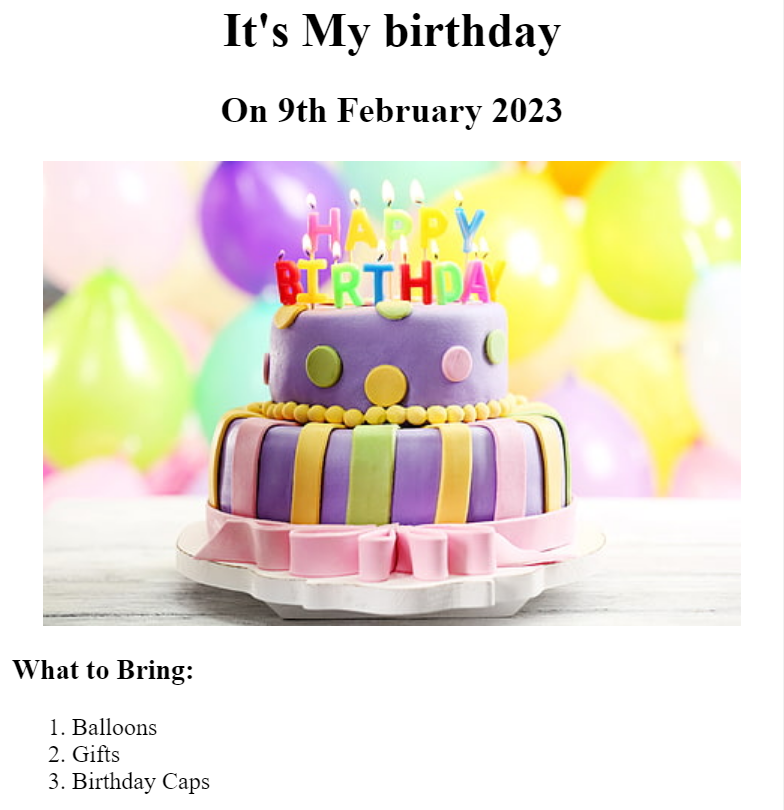 It's My birthday
On 9th February 2023
HAPPY
BIRTHDAY
What to Bring:
1. Balloons
2. Gifts
3. Birthday Caps